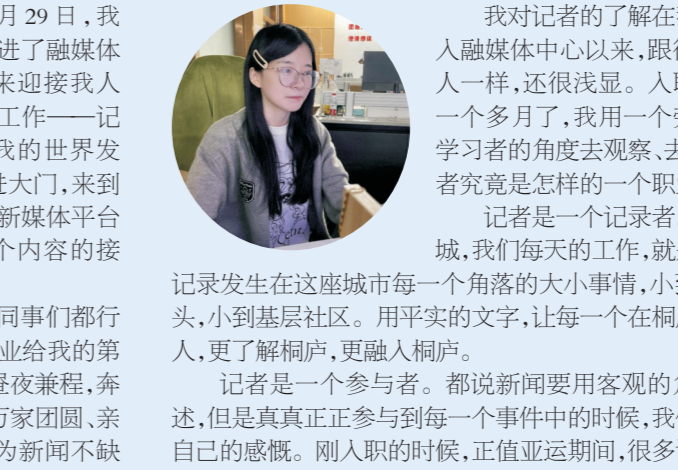 月 29 日，我
进了融媒体
来迎接我人
工作——记
我的世界发
进大门，来到
新媒体平台
个内容的接
同事们都行
业给我的第
昼夜兼程，奔
万家团圆、亲
为新闻不缺
我对记者的了解在
入融媒体中心以来，跟
人一样，还很浅显。入
一个多月了，我用一个
学习者的角度去观察、去
者究竟是怎样的一个职
记者是一个记录者
城，我们每天的工作，就
记录发生在这座城市每一个角落的大小事情，小
头，小到基层社区。用平实的文字，让每一个在桐
人，更了解桐庐，更融入桐庐。
记者是一个参与者。都说新闻要用客观的
述，但是真真正正参与到每一个事件中的时候，我
自己的感慨。刚入职的时候，正值亚运期间，很多